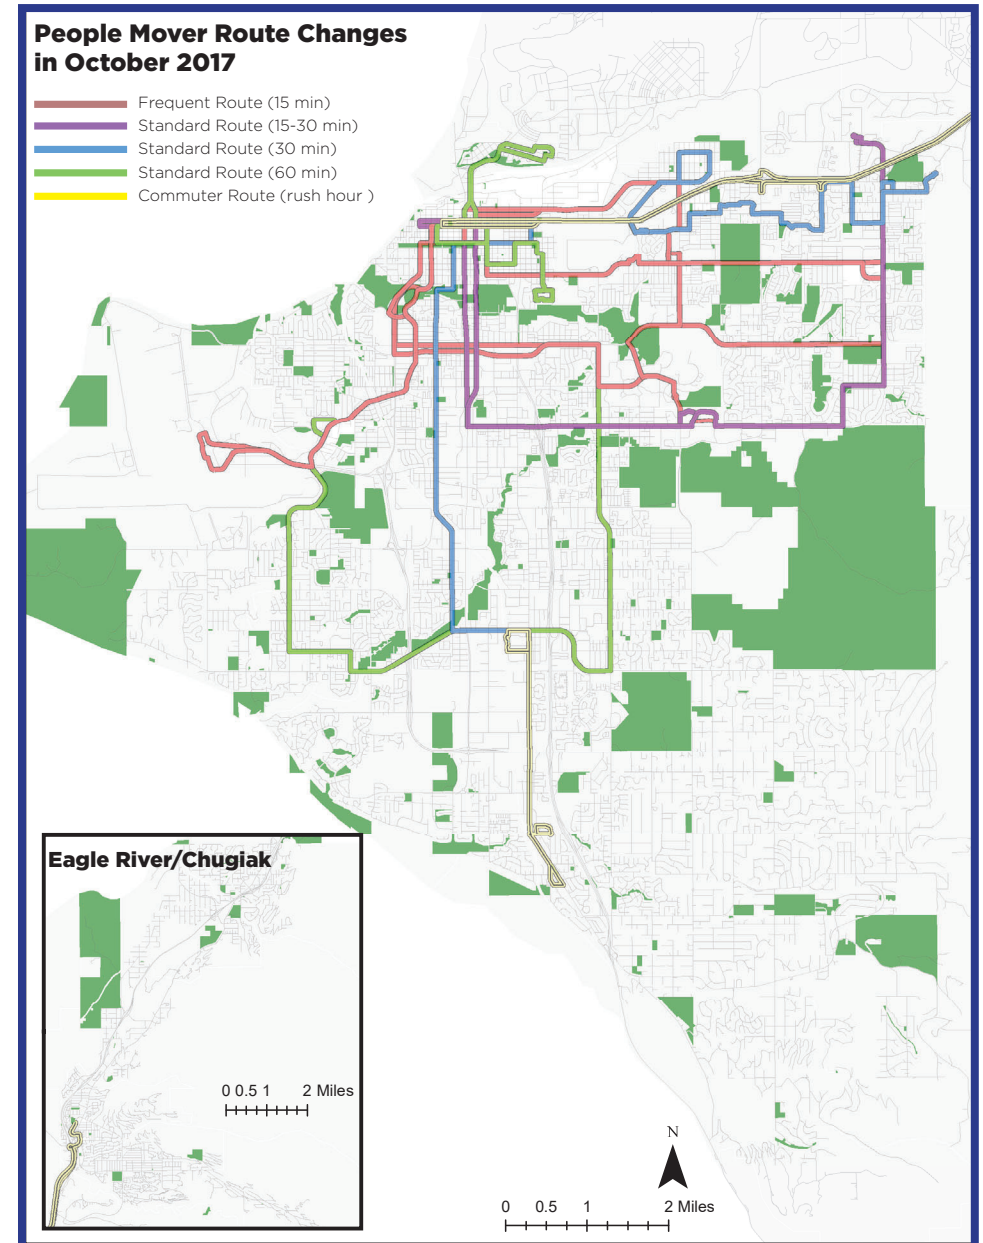 People Mover Route Changes
in October 2017
Frequent Route (15 min)
Standard Route (15-30 min)
Standard Route (30 min)
Standard Route (60 min)
Commuter Route (rush hour )
Eagle River/Chugiak
0 0.5 1 2 Miles
N
0 0.5 1 2 Miles